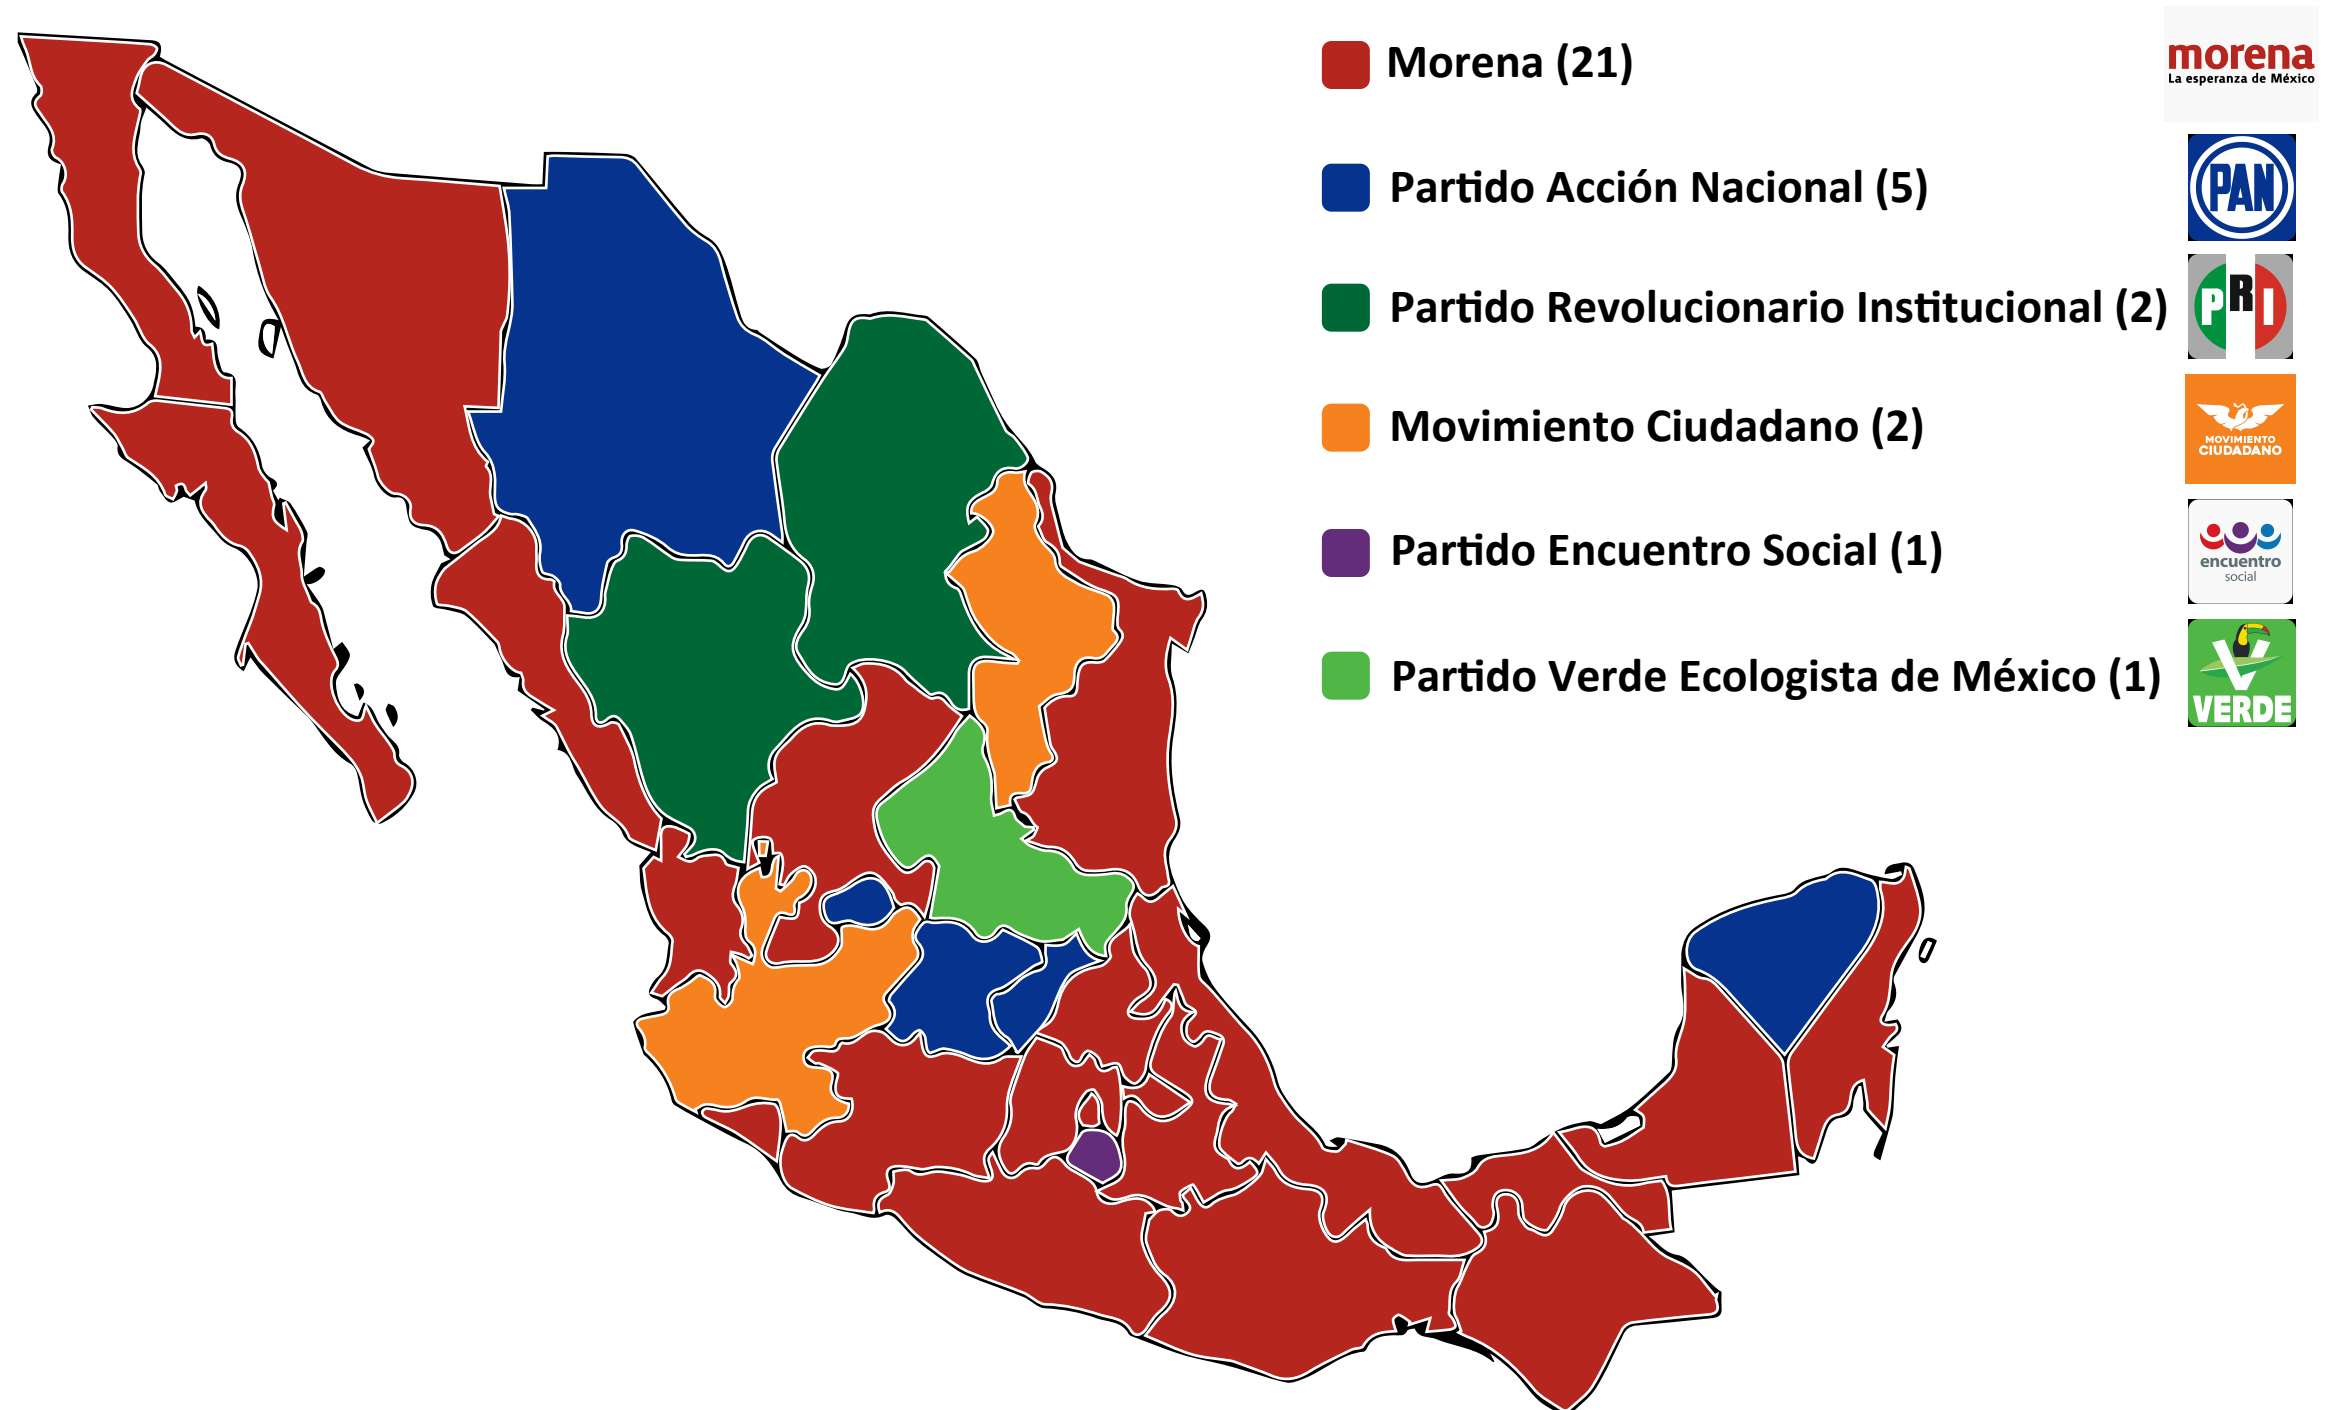 Morena (21)
morena
La esperanza de México
Partido Acción Nacional (5)
PAN
Partido Revolucionario Institucional (2)
PRI
Movimiento Ciudadano (2)
MOVIMIENTO
CIUDADANO
Partido Encuentro Social (1)
encuentro
social
Partido Verde Ecologista de México (1)
V
VERDE